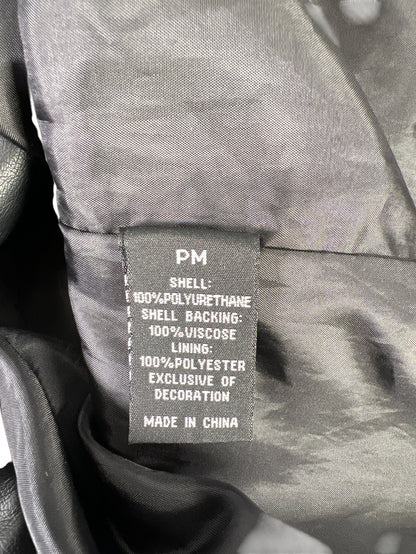 PM
SHELL:
100%POLYURETHANE
SHELL BACKING:
100%VISCOSE
LINING:
100%POLYESTER
EXCLUSIVE OF
DECORATION
MADE IN CHINA